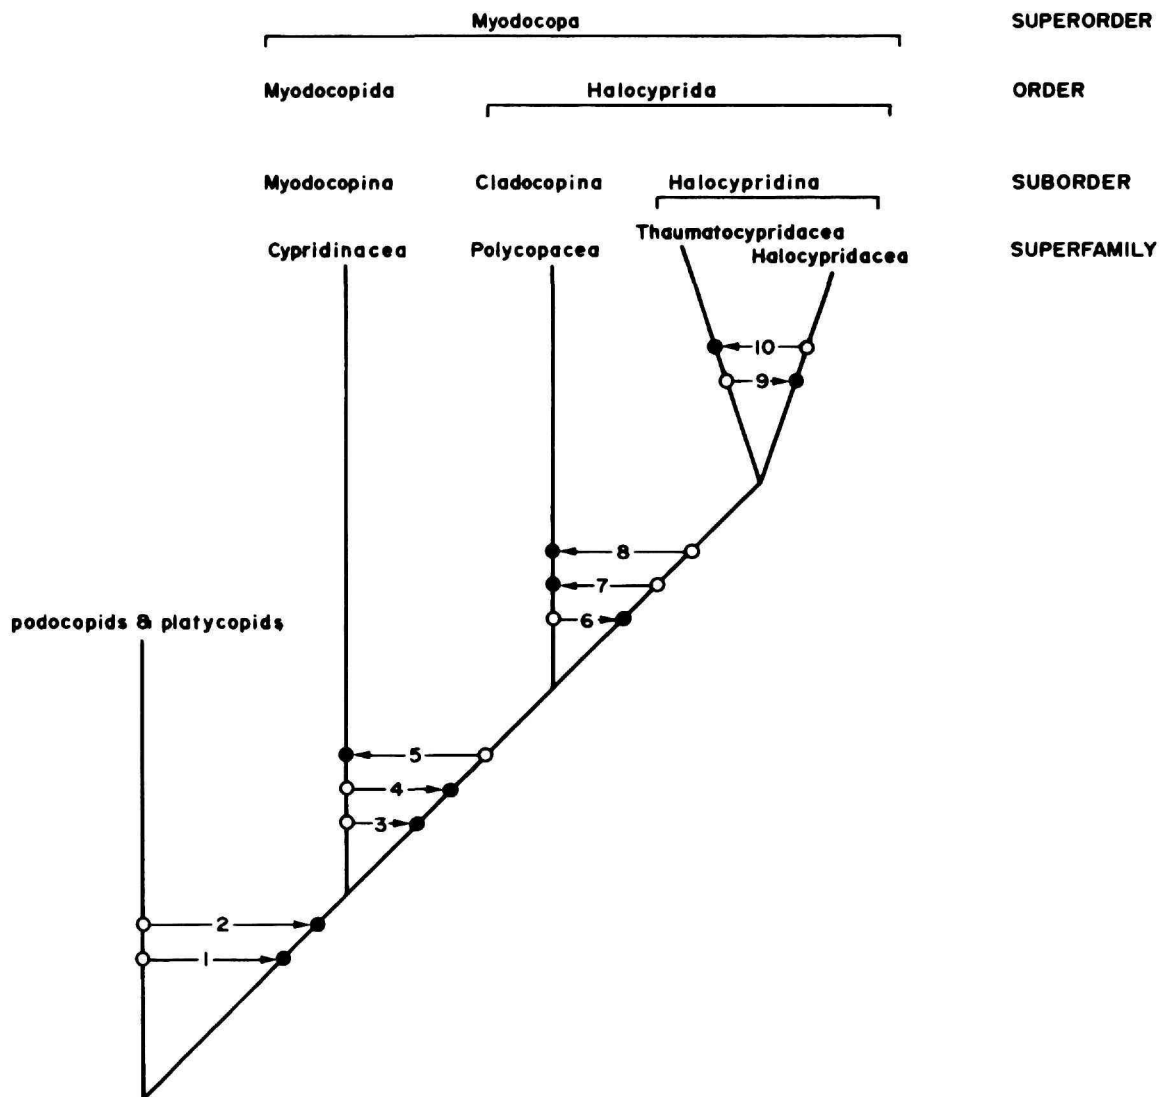 Myodocopa SUPERORDER
Myodocopida Halocyprida ORDER
Myodocopina Cladocopina Halocypridina SUBORDER
Thaumatocypridacea
Cypridinacea Polycopacea Halocypridacea SUPERFAMILY
10
9
8
7
podocopids & platycopids 6
5
4
3
2
1